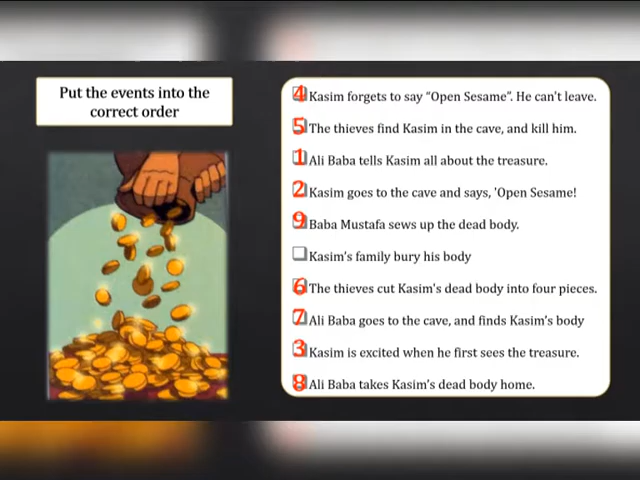 Put the events into the
correct order
4 Kasim forgets to say “Open Sesame”. He can't leave.
5 The thieves find Kasim in the cave, and kill him.
1 Ali Baba tells Kasim all about the treasure.
2 Kasim goes to the cave and says, 'Open Sesame!
9 Baba Mustafa sews up the dead body.
Kasim's family bury his body
6 The thieves cut Kasim's dead body into four pieces.
7 Ali Baba goes to the cave, and finds Kasim's body
3 Kasim is excited when he first sees the treasure.
8 Ali Baba takes Kasim's dead body home.